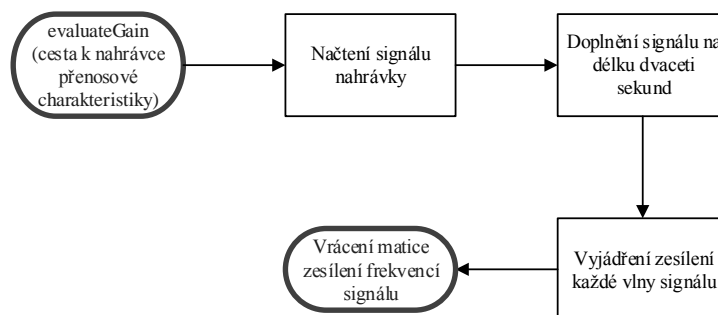 evaluateGain
(cesta k nahrávce
přenosové
charakteristiky)
Načtení signálu
nahrávky
Doplnění signálu na
délku dvaceti
sekund
Vyjádření zesílení
každé vlny signálu
Vrácení matice
zesílení frekvencí
signálu